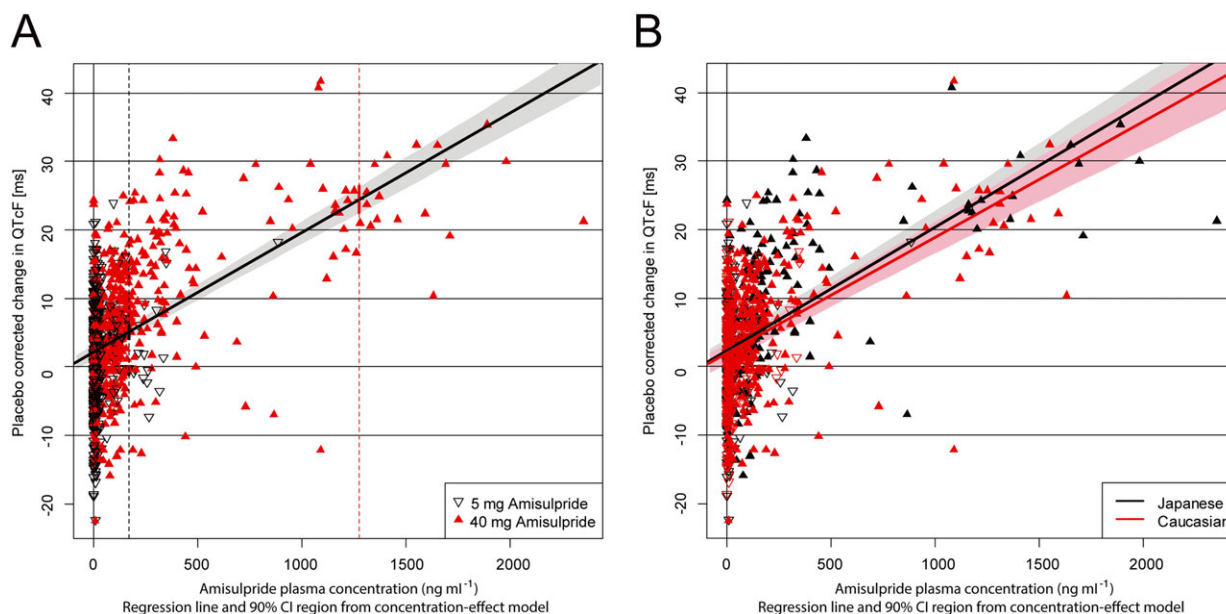 A
Placebo corrected change in QTcF [ms]
40
30
20
10
0
-10
-20
0
500
1000
1500
2000
5 mg Amisulpride
40 mg Amisulpride
Amisulpride plasma concentration (ng ml⁻¹)
Regression line and 90% CI region from concentration-effect model
B
Placebo corrected change in QTcF [ms]
40
30
20
10
0
-10
-20
0
500
1000
1500
2000
Japanese
Caucasian
Amisulpride plasma concentration (ng ml⁻¹)
Regression line and 90% CI region from concentration-effect model